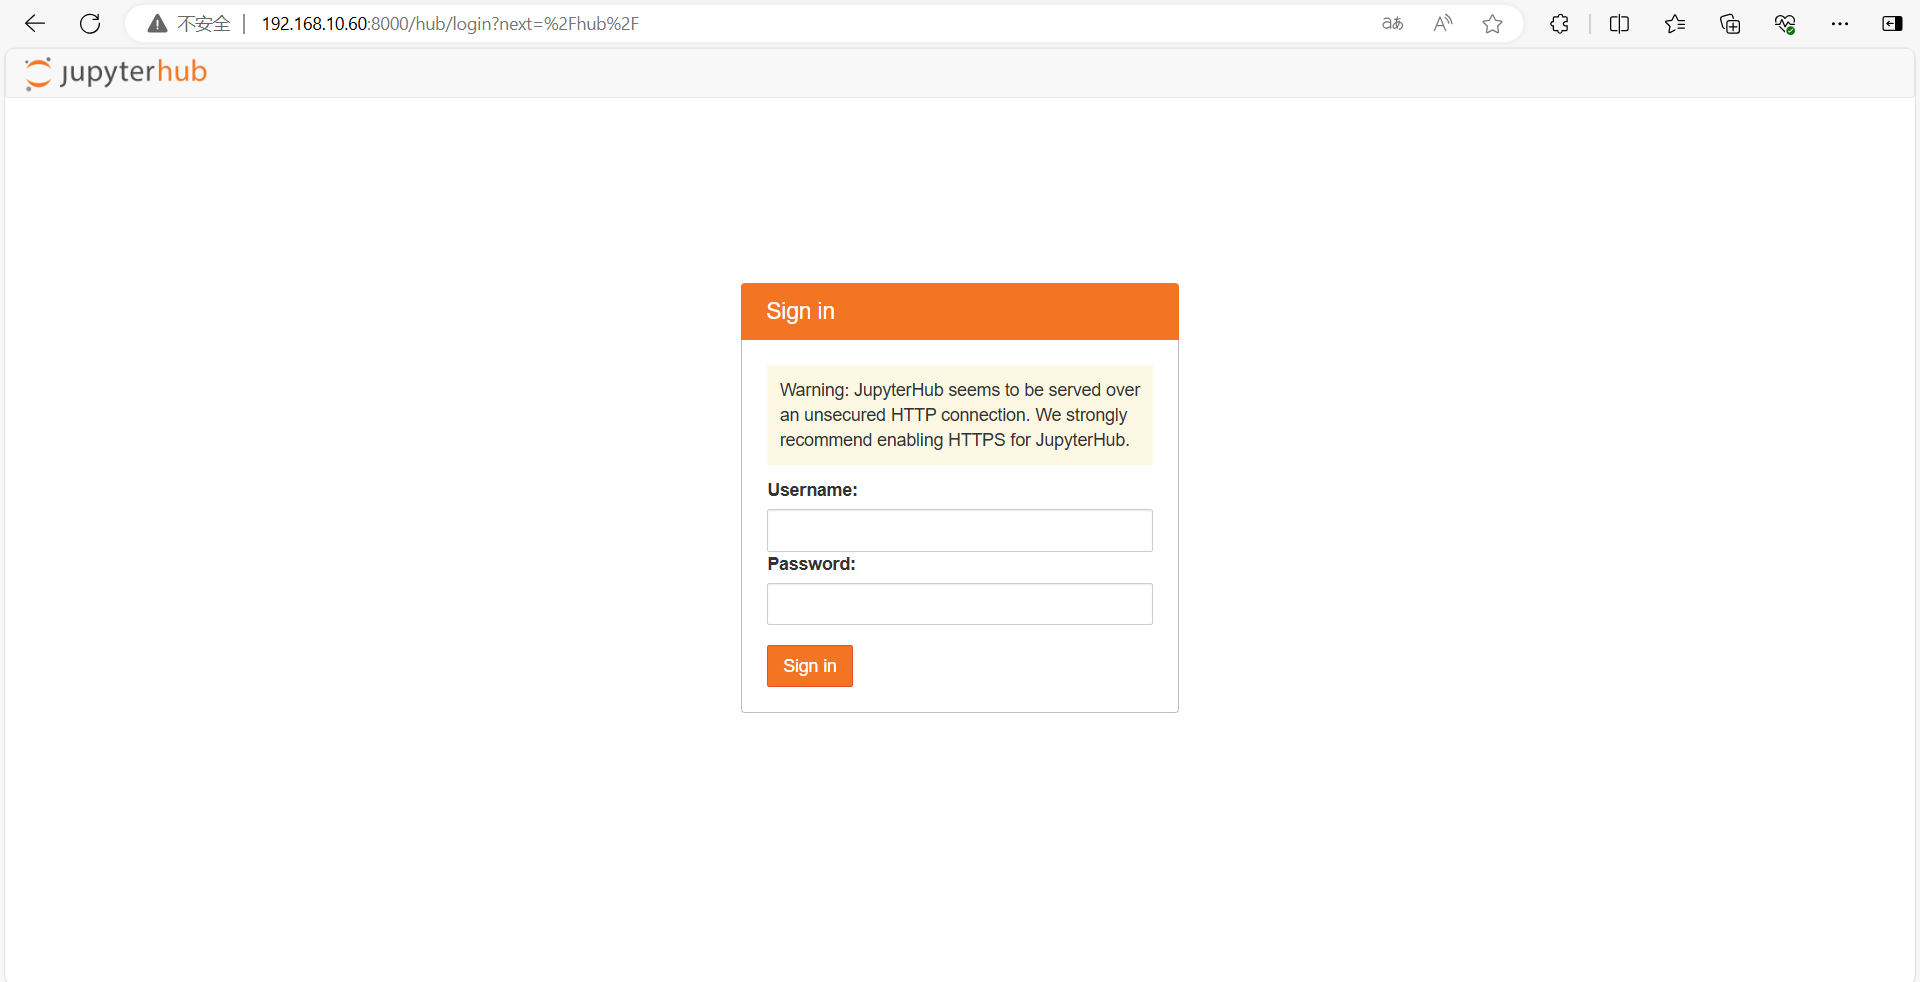 不安全 192.168.10.60:8000/hub/login?next=%2Fhub%2F aあ A
jupyterhub
Sign in
Warning: JupyterHub seems to be served over
an unsecured HTTP connection. We strongly
recommend enabling HTTPS for JupyterHub.
Username:
Password:
Sign in